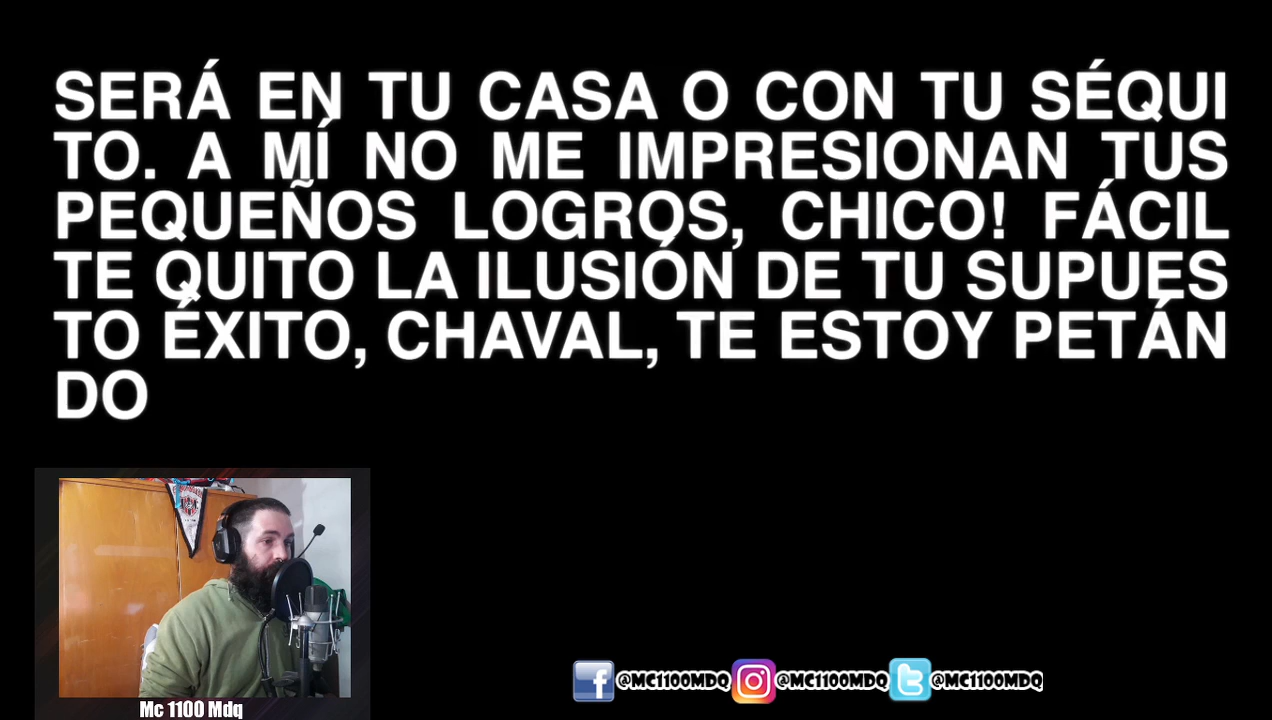 SERÁ EN TU CASA O CON TU SÉQUI
TO. A MÍ NO ME IMPRESIONAN TUS
PEQUEÑOS LOGROS, CHICO! FÁCIL
TE QUITO LA ILUSIÓN DE TU SUPUES
TO ÉXITO, CHAVAL, TE ESTOY PETÁN
DO
Mc 1100 Mdq
@MC1100MDQ @MC1100MDQ @MC1100MDQ